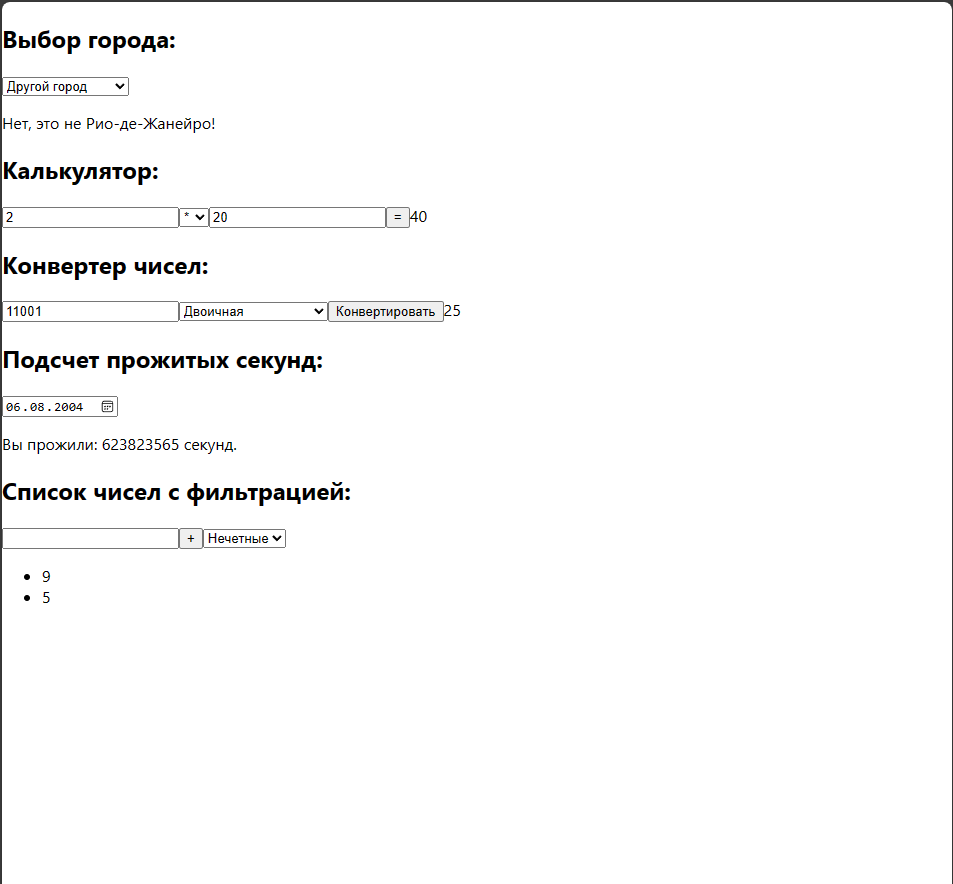 Выбор города:
Другой город
Нет, это не Рио-де-Жанейро!
Калькулятор:
2 * 20 = 40
Конвертер чисел:
11001 Двоичная Конвертировать 25
Подсчет прожитых секунд:
06.08.2004
Вы прожили: 623823565 секунд.
Список чисел с фильтрацией:
+ Нечетные
• 9
• 5